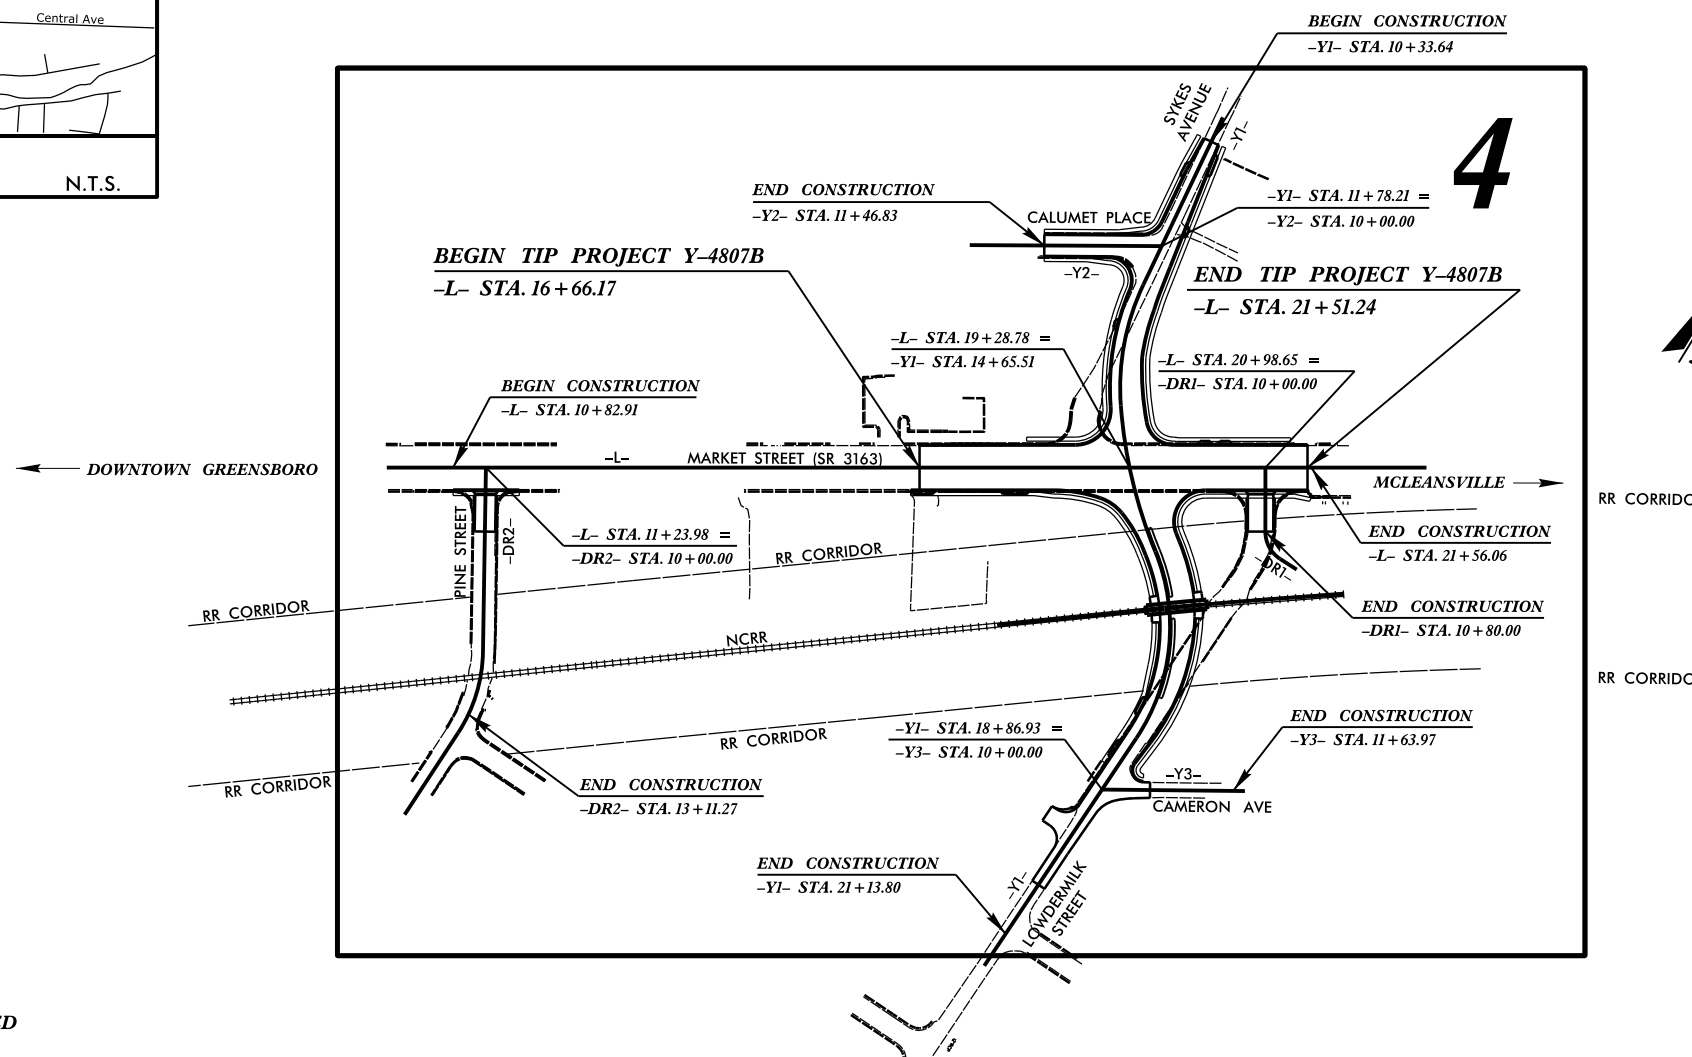 Central Ave
N.T.S.
BEGIN CONSTRUCTION
–Y1– STA. 10+33.64
SYKES
AVENUE
–Y1–
4
END CONSTRUCTION
–Y2– STA. 11+46.83
CALUMET PLACE
–Y1– STA. 11+78.21 =
–Y2– STA. 10+00.00
–Y2–
BEGIN TIP PROJECT Y–4807B
–L– STA. 16+66.17
END TIP PROJECT Y–4807B
–L– STA. 21+51.24
–L– STA. 19+28.78 =
–Y1– STA. 14+65.51
–L– STA. 20+98.65 =
–DR1– STA. 10+00.00
BEGIN CONSTRUCTION
–L– STA. 10+82.91
DOWNTOWN GREENSBORO
–L–
MARKET STREET (SR 3163)
MCLEANSVILLE
RR CORRIDO
PINE STREET
–DR2–
–L– STA. 11+23.98 =
–DR2– STA. 10+00.00
RR CORRIDOR
END CONSTRUCTION
–L– STA. 21+56.06
–DR1–
RR CORRIDOR
NCRR
END CONSTRUCTION
–DR1– STA. 10+80.00
RR CORRIDO
–Y1– STA. 18+86.93 =
–Y3– STA. 10+00.00
END CONSTRUCTION
–Y3– STA. 11+63.97
RR CORRIDOR
RR CORRIDOR
END CONSTRUCTION
–DR2– STA. 13+11.27
–Y3–
CAMERON AVE
END CONSTRUCTION
–Y1– STA. 21+13.80
–Y1–
LOWDERMILK
STREET